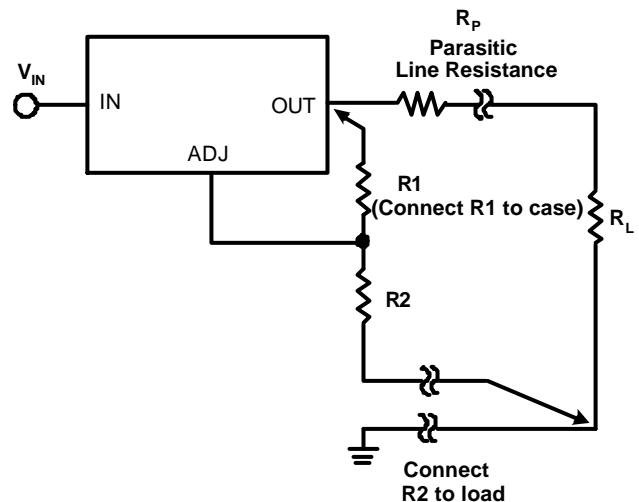 R_P
Parasitic
Line Resistance
V_IN
IN
OUT
ADJ
R1
(Connect R1 to case)
R_L
R2
Connect
R2 to load